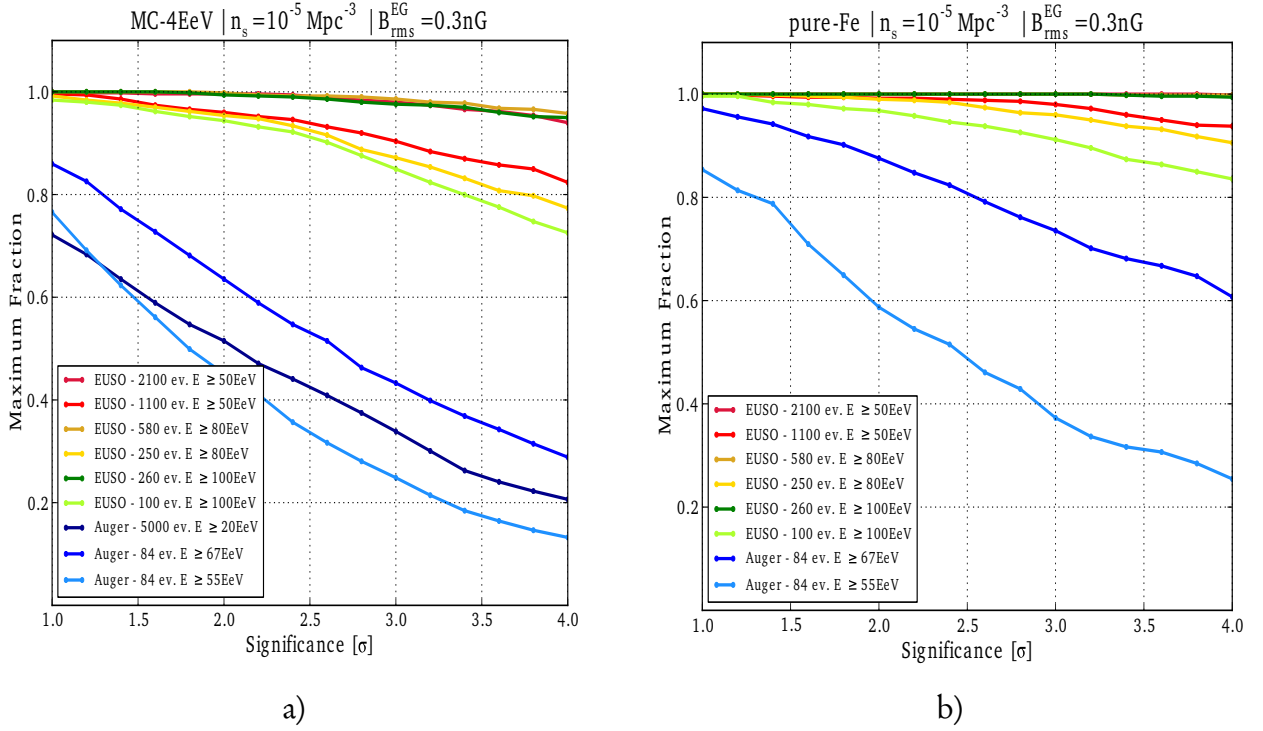 MC-4EeV | n_s = 10^-5 Mpc^-3 | B_rms^EG = 0.3nG
Maximum Fraction
1.0
0.8
0.6
0.4
0.2
EUSO - 2100 ev. E ≥ 50EeV
EUSO - 1100 ev. E ≥ 50EeV
EUSO - 580 ev. E ≥ 80EeV
EUSO - 250 ev. E ≥ 80EeV
EUSO - 260 ev. E ≥ 100EeV
EUSO - 100 ev. E ≥ 100EeV
Auger - 5000 ev. E ≥ 20EeV
Auger - 84 ev. E ≥ 67EeV
Auger - 84 ev. E ≥ 55EeV
1.0 1.5 2.0 2.5 3.0 3.5 4.0
Significance [σ]
a)
pure-Fe | n_s = 10^-5 Mpc^-3 | B_rms^EG = 0.3nG
Maximum Fraction
1.0
0.8
0.6
0.4
0.2
EUSO - 2100 ev. E ≥ 50EeV
EUSO - 1100 ev. E ≥ 50EeV
EUSO - 580 ev. E ≥ 80EeV
EUSO - 250 ev. E ≥ 80EeV
EUSO - 260 ev. E ≥ 100EeV
EUSO - 100 ev. E ≥ 100EeV
Auger - 84 ev. E ≥ 67EeV
Auger - 84 ev. E ≥ 55EeV
1.0 1.5 2.0 2.5 3.0 3.5 4.0
Significance [σ]
b)